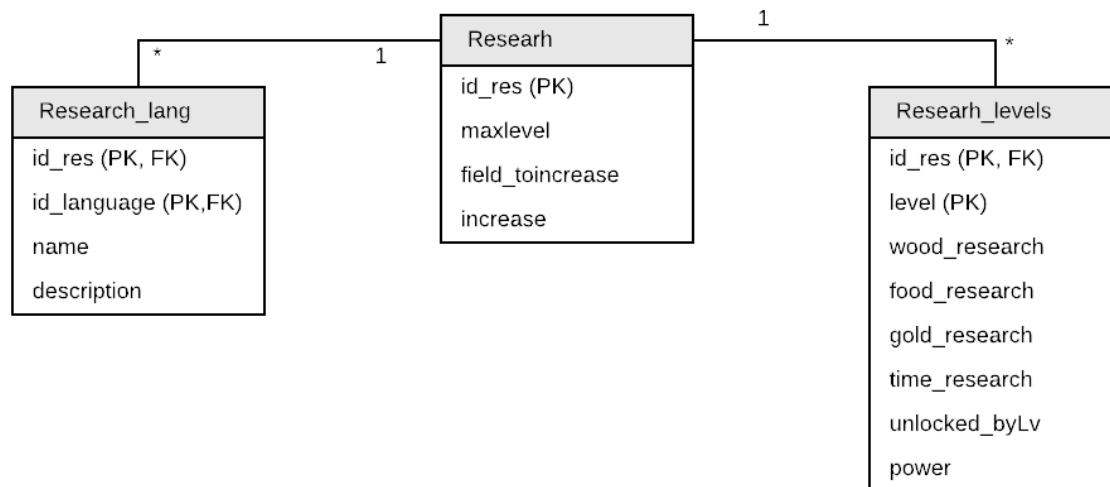 1
Researh
*
1
*
id_res (PK)
maxlevel
field_toincrease
increase
Research_lang
id_res (PK, FK)
id_language (PK,FK)
name
description
Researh_levels
id_res (PK, FK)
level (PK)
wood_research
food_research
gold_research
time_research
unlocked_byLv
power